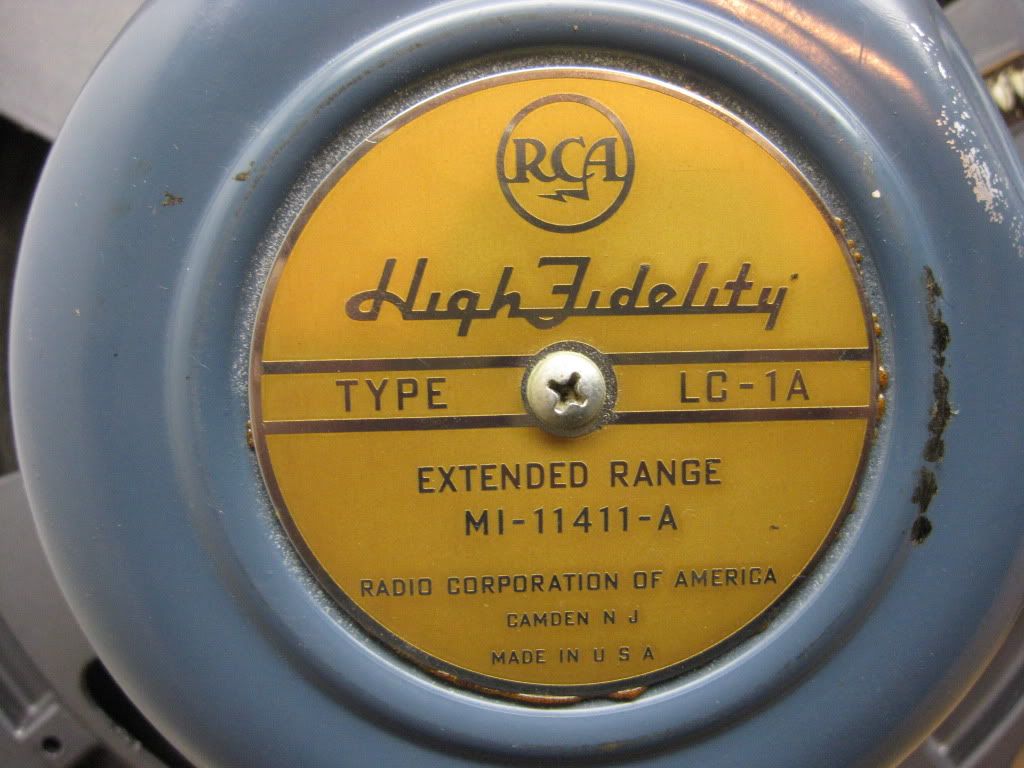 RCA
High Fidelity
TYPE LC-1A
EXTENDED RANGE
MI-11411-A
RADIO CORPORATION OF AMERICA
CAMDEN N J
MADE IN U S A